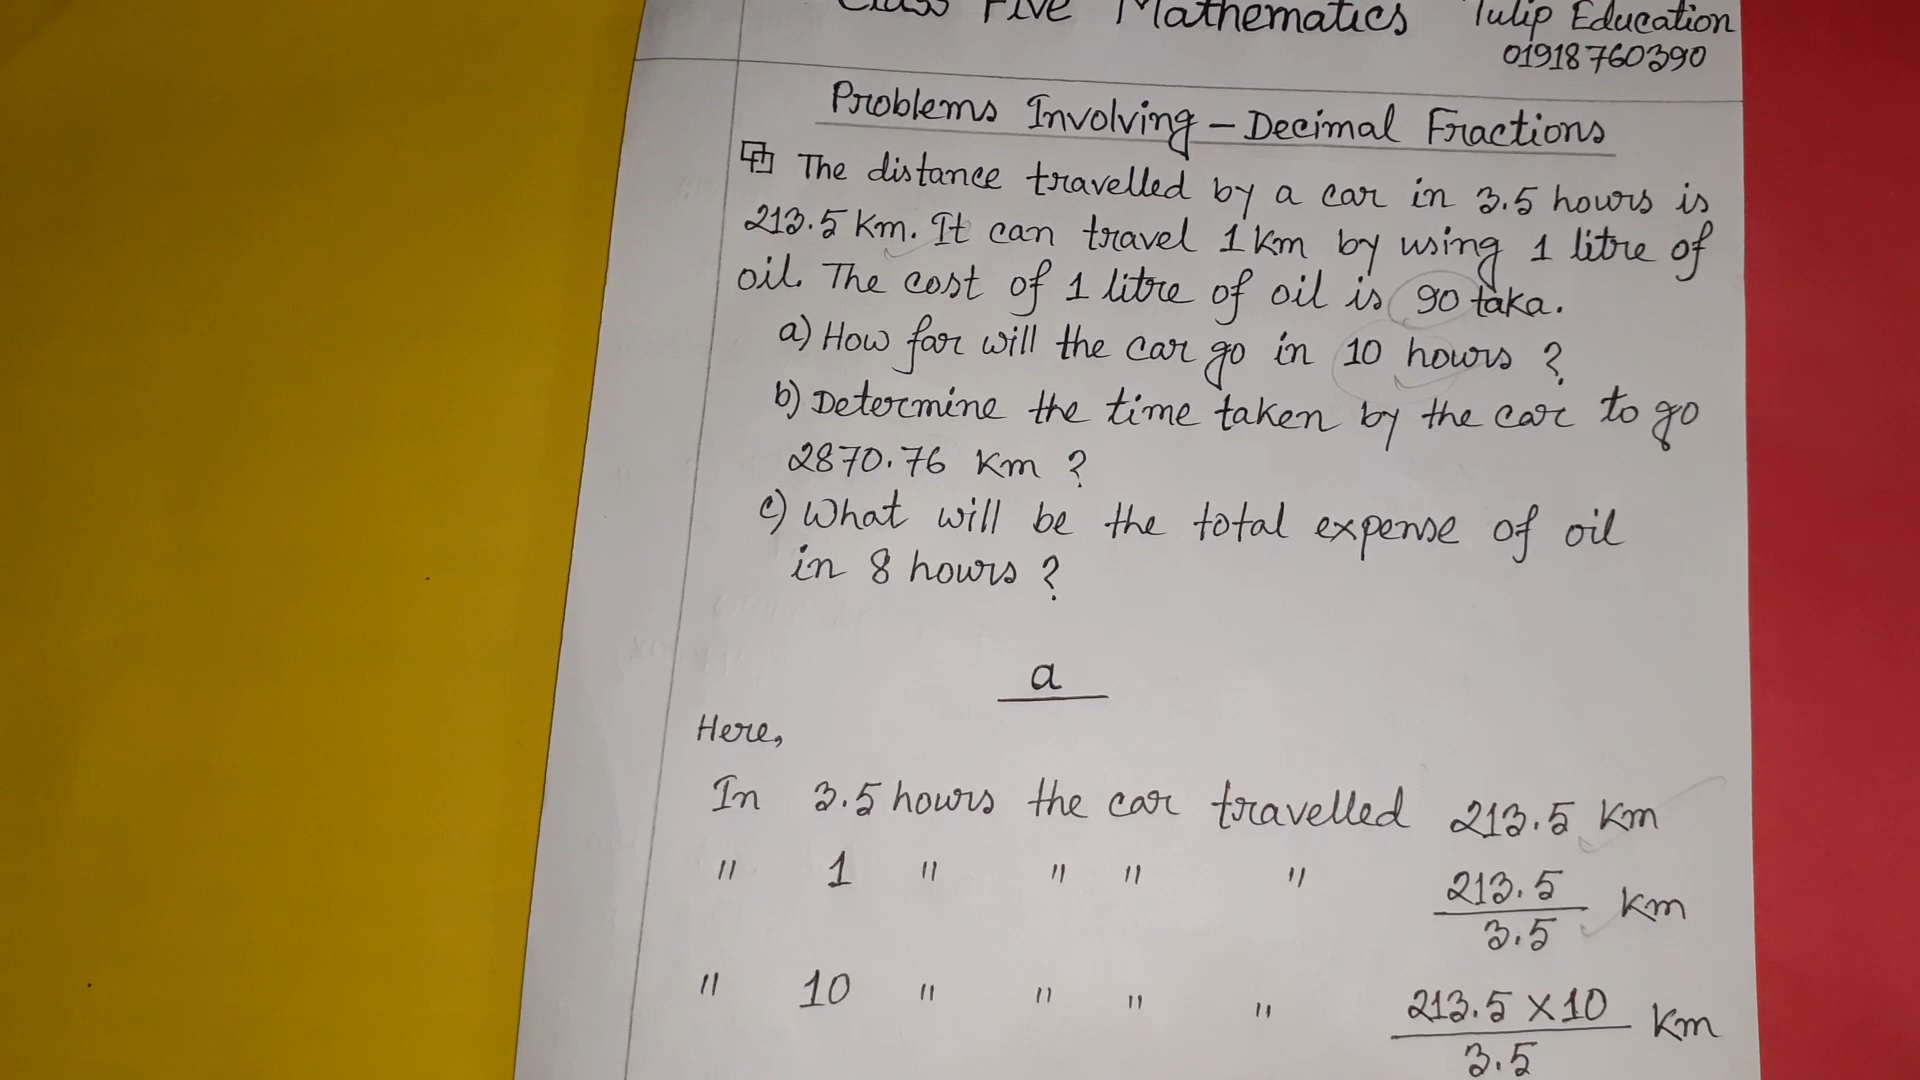 Class Five Mathematics Tulip Education
01918760390
Problems Involving - Decimal Fractions
The distance travelled by a car in 3.5 hours is
213.5 Km. It can travel 1 Km by using 1 litre of
oil. The cost of 1 litre of oil is 90 taka.
a) How far will the car go in 10 hours ?
b) Determine the time taken by the car to go
2870.76 Km ?
c) What will be the total expense of oil
in 8 hours ?
a
Here,
In 3.5 hours the car travelled 213.5 Km
" 1 " " " " 213.5/3.5 Km
" 10 " " " " 213.5 X 10/3.5 Km